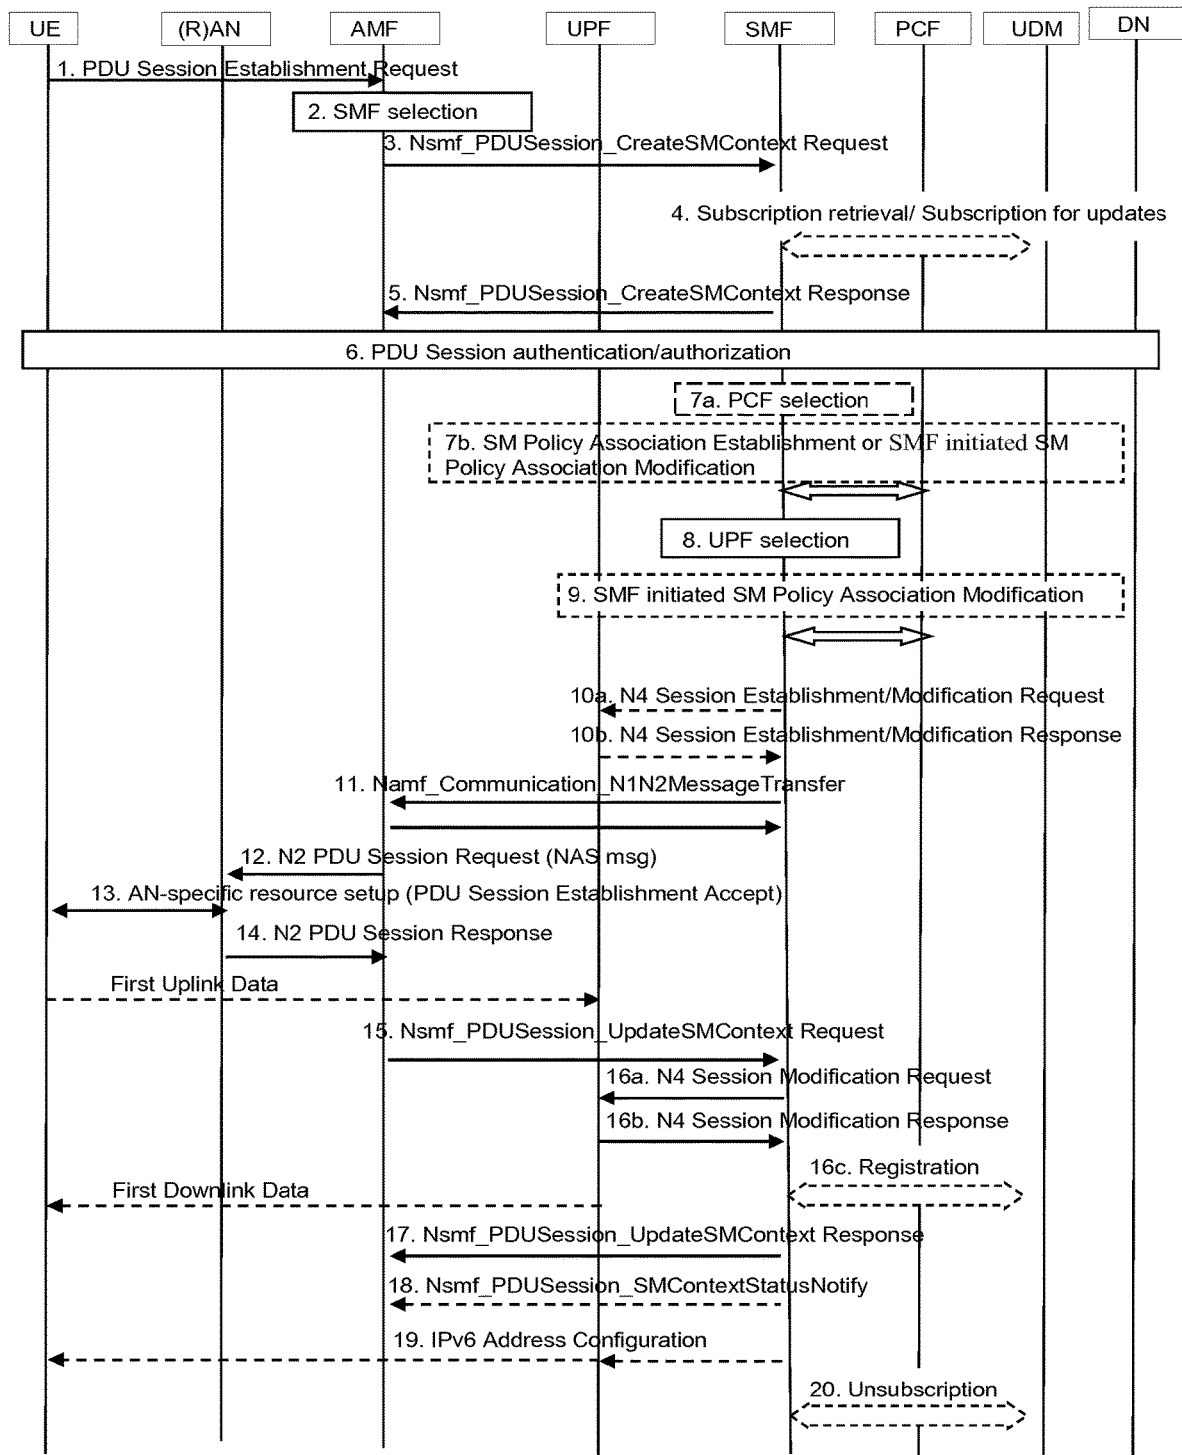 UE (R)AN AMF UPF SMF PCF UDM DN
1. PDU Session Establishment Request
2. SMF selection
3. Nsmf_PDUSession_CreateSMContext Request
4. Subscription retrieval/ Subscription for updates
5. Nsmf_PDUSession_CreateSMContext Response
6. PDU Session authentication/authorization
7a. PCF selection
7b. SM Policy Association Establishment or SMF initiated SM
Policy Association Modification
8. UPF selection
9. SMF initiated SM Policy Association Modification
10a. N4 Session Establishment/Modification Request
10b. N4 Session Establishment/Modification Response
11. Namf_Communication_N1N2MessageTransfer
12. N2 PDU Session Request (NAS msg)
13. AN-specific resource setup (PDU Session Establishment Accept)
14. N2 PDU Session Response
First Uplink Data
15. Nsmf_PDUSession_UpdateSMContext Request
16a. N4 Session Modification Request
16b. N4 Session Modification Response
16c. Registration
First Downlink Data
17. Nsmf_PDUSession_UpdateSMContext Response
18. Nsmf_PDUSession_SMContextStatusNotify
19. IPv6 Address Configuration
20. Unsubscription